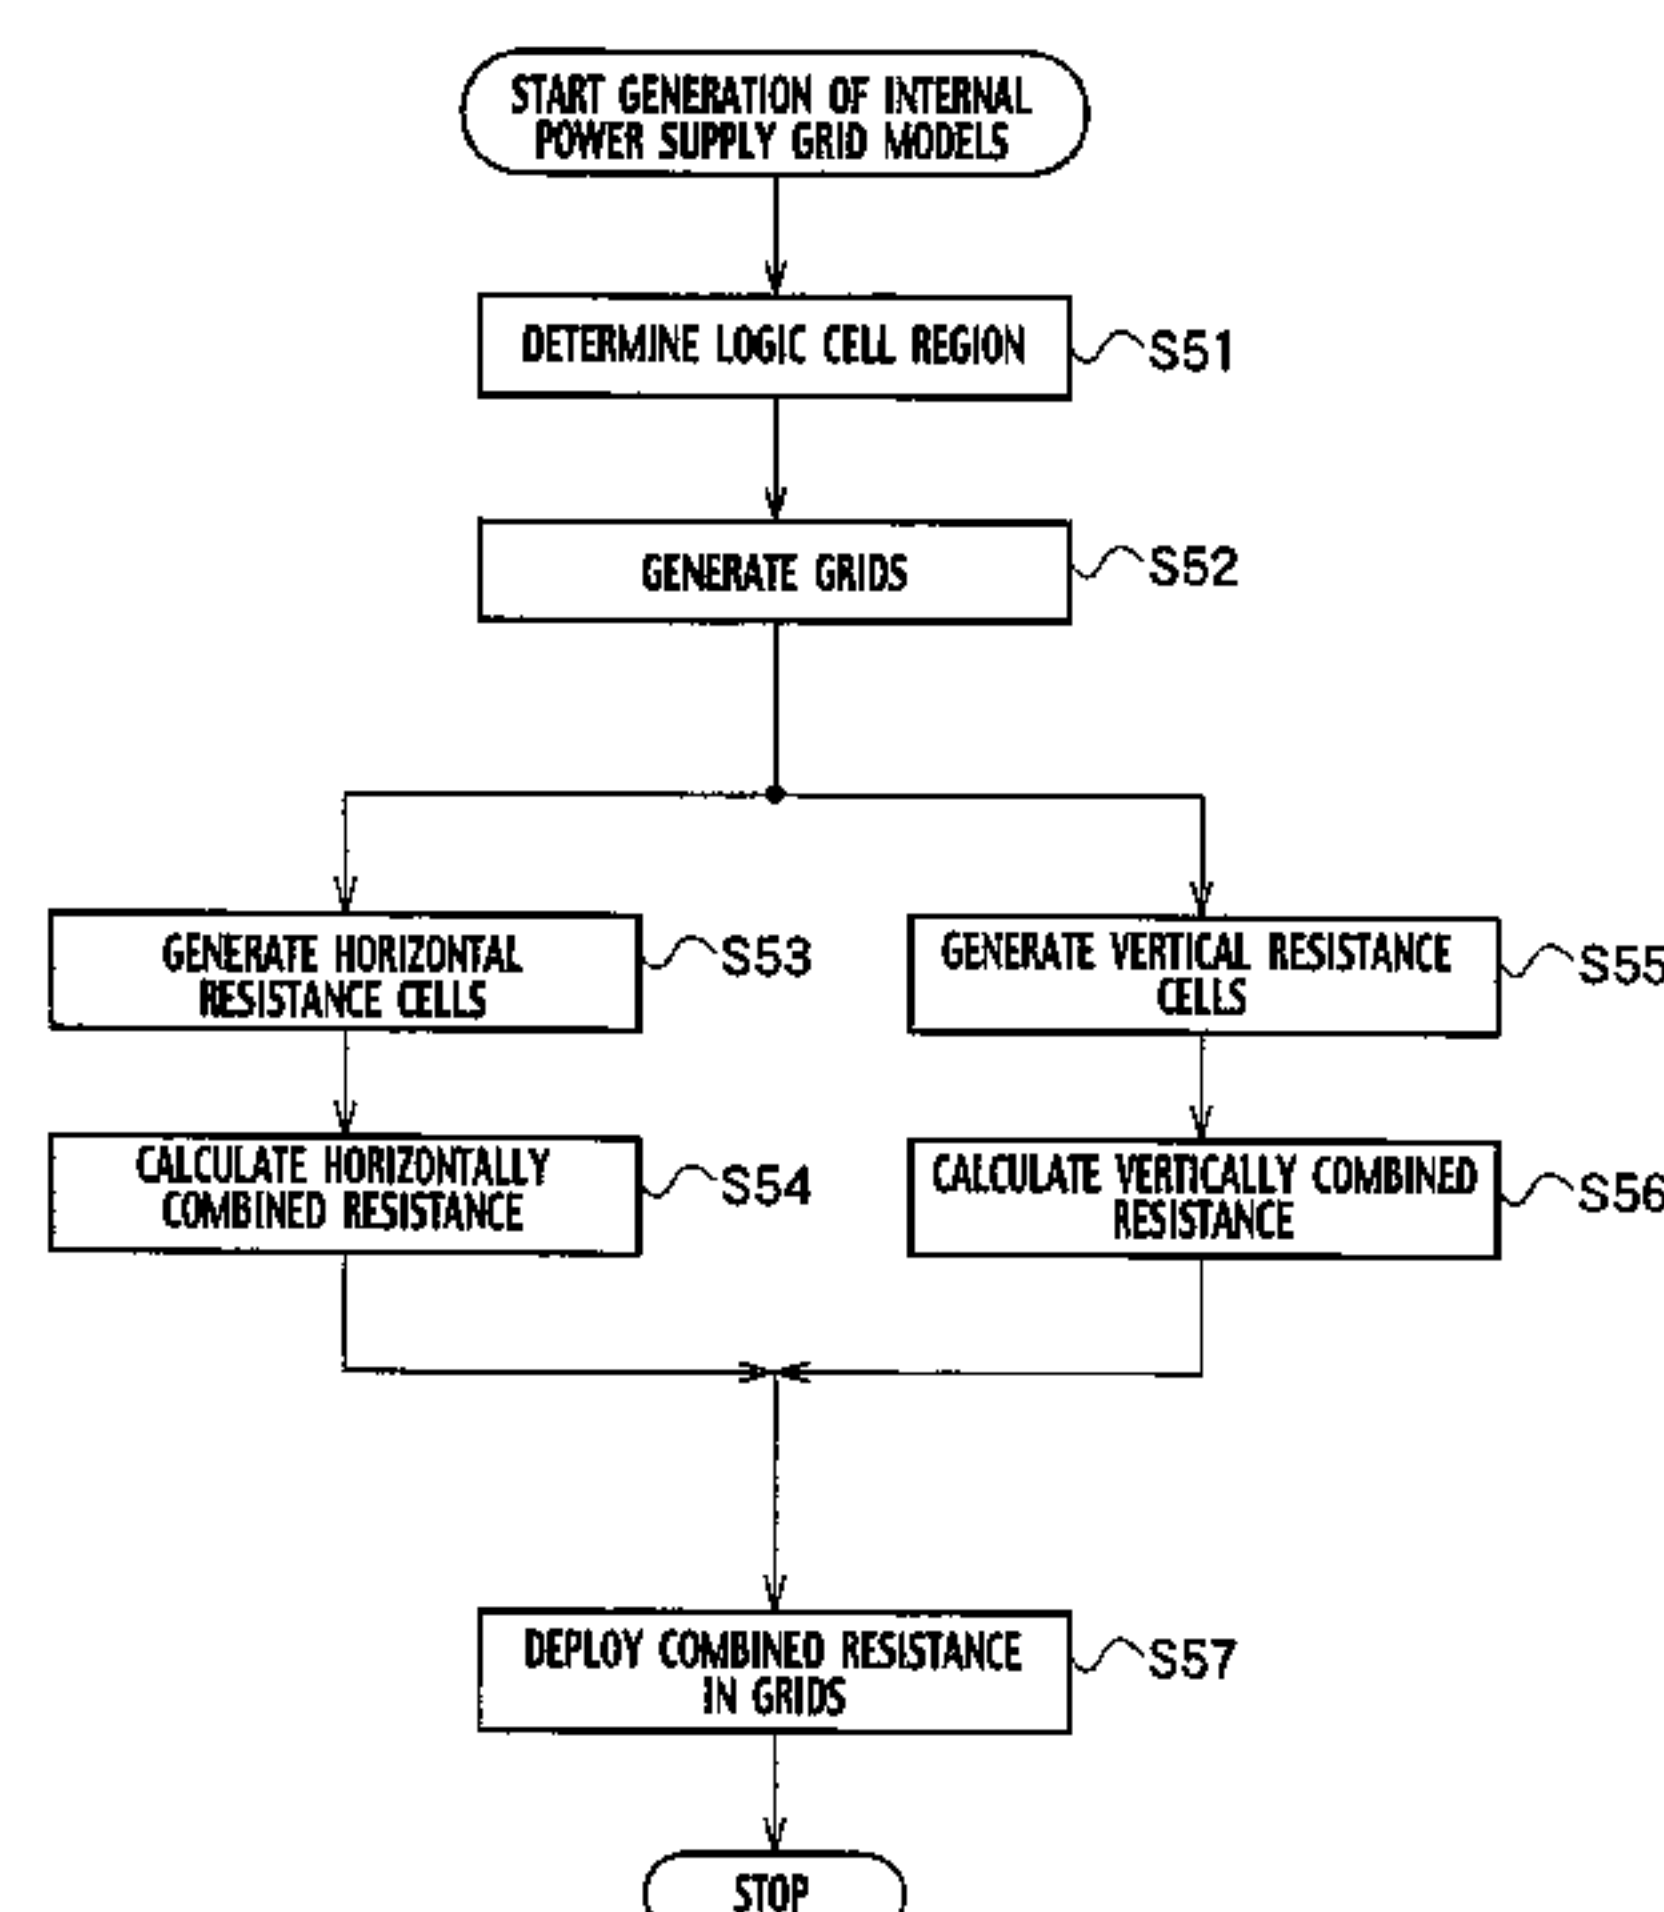 START GENERATION OF INTERNAL
POWER SUPPLY GRID MODELS
DETERMINE LOGIC CELL REGION
S51
GENERATE GRIDS
S52
GENERATE HORIZONTAL
RESISTANCE CELLS
S53
GENERATE VERTICAL RESISTANCE
CELLS
S55
CALCULATE HORIZONTALLY
COMBINED RESISTANCE
S54
CALCULATE VERTICALLY COMBINED
RESISTANCE
S56
DEPLOY COMBINED RESISTANCE
IN GRIDS
S57
STOP